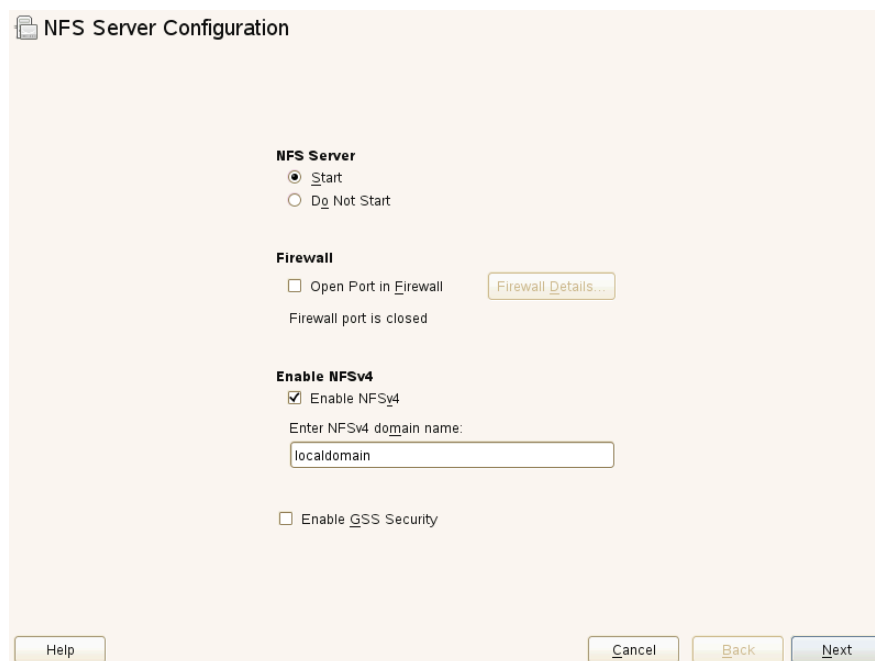 NFS Server Configuration
NFS Server
Start
Do Not Start
Firewall
Open Port in Firewall
Firewall Details...
Firewall port is closed
Enable NFSv4
Enable NFSv4
Enter NFSv4 domain name:
localdomain
Enable GSS Security
Help
Cancel
Back
Next